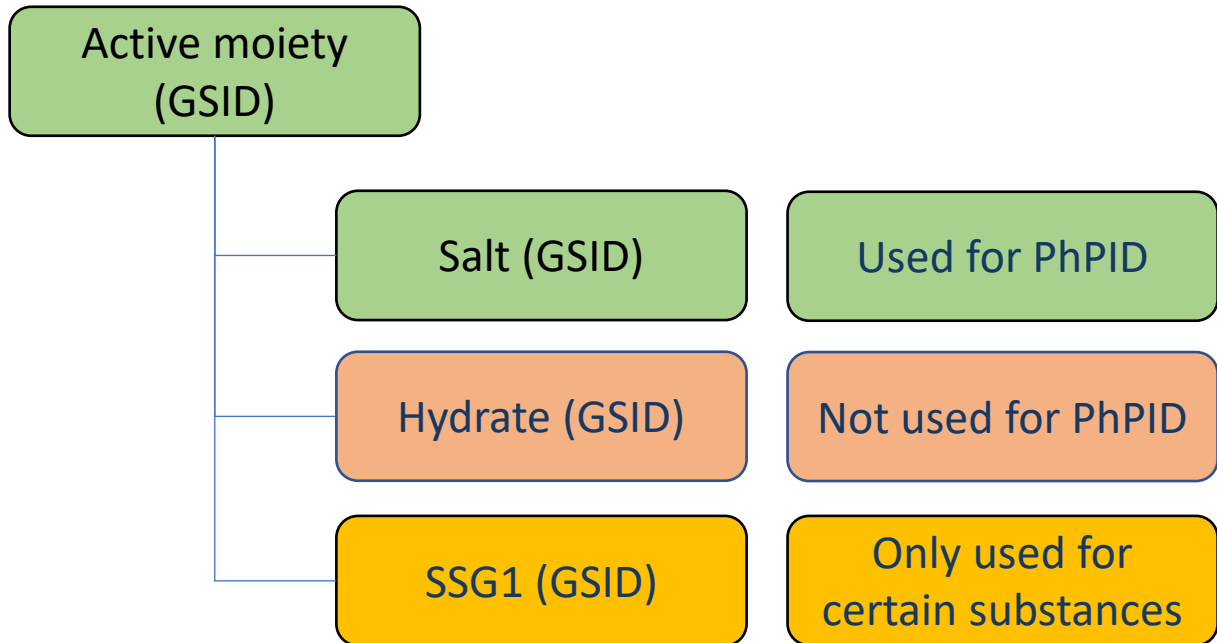 Active moiety
(GSID)
Salt (GSID)
Used for PhPID
Hydrate (GSID)
Not used for PhPID
SSG1 (GSID)
Only used for
certain substances